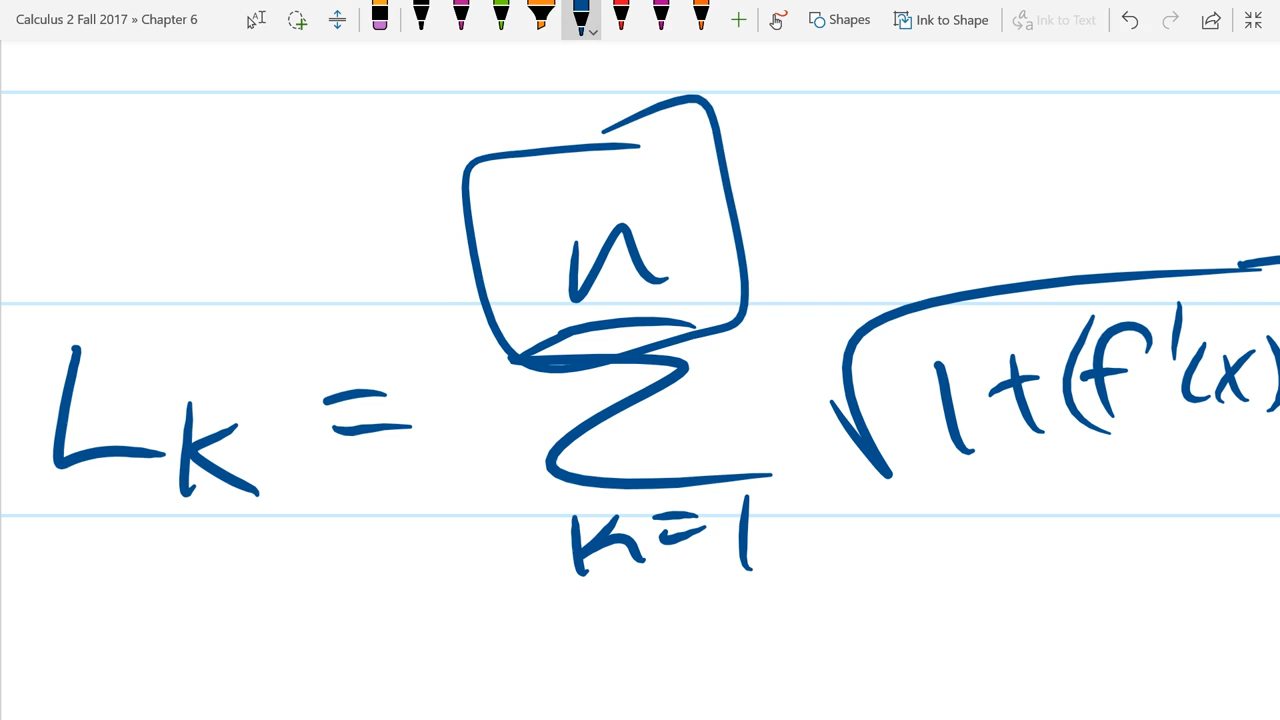 Calculus 2 Fall 2017 » Chapter 6 Shapes Ink to Shape Ink to Text
n
L_K = Σ √1+(f'(x)
K=1